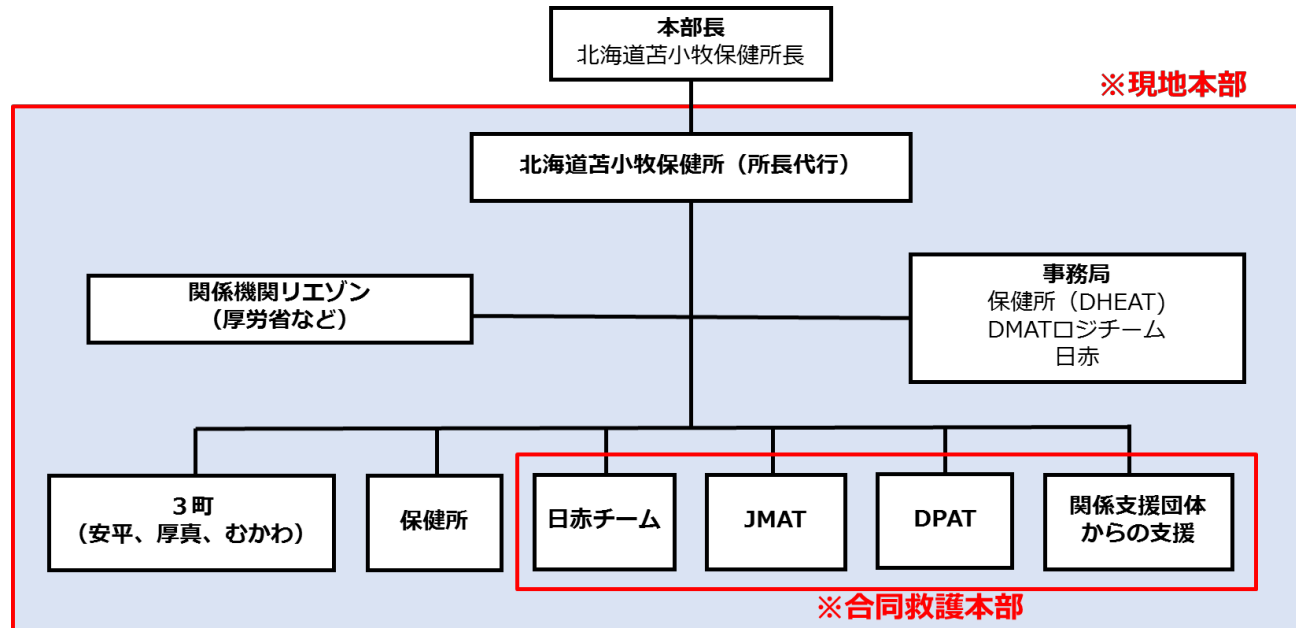 本部長
北海道苫小牧保健所長
※現地本部
北海道苫小牧保健所（所長代行）
関係機関リエゾン
（厚労省など）
事務局
保健所（DHEAT)
DMATロジチーム
日赤
３町
（安平、厚真、むかわ）
保健所
日赤チーム
JMAT
DPAT
関係支援団体
からの支援
※合同救護本部